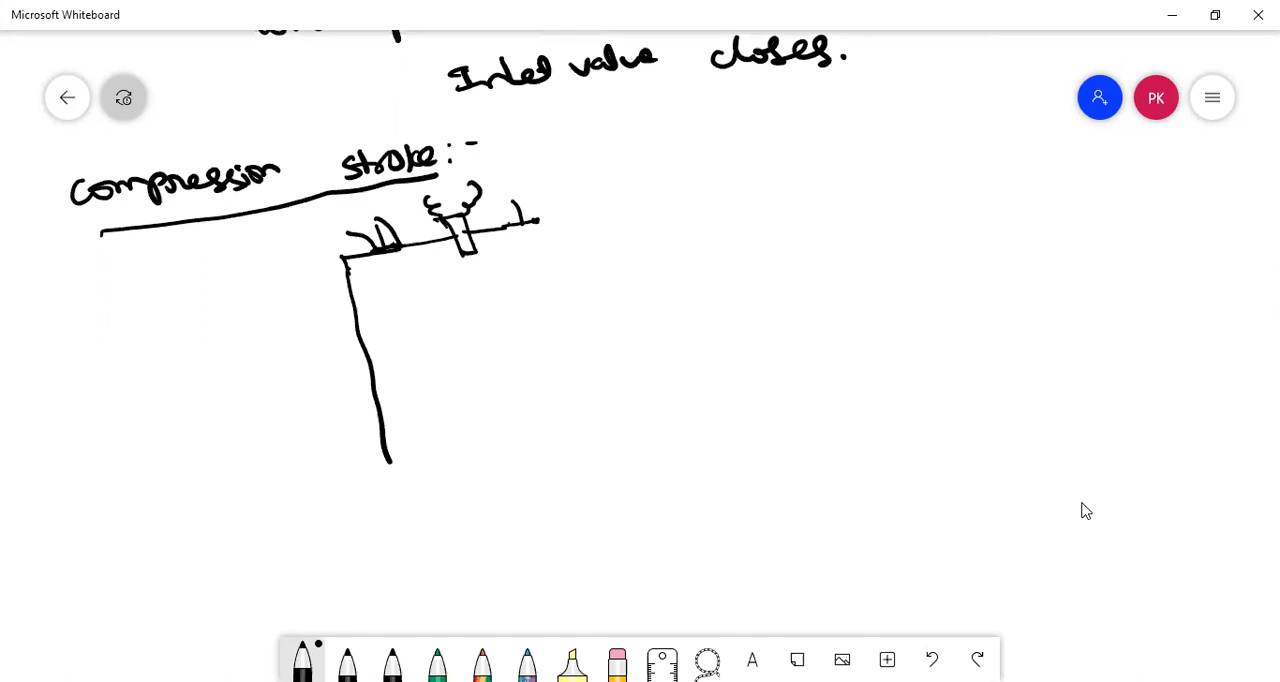 Microsoft Whiteboard
Inlet valve closes.
PK
compression stroke:-
A